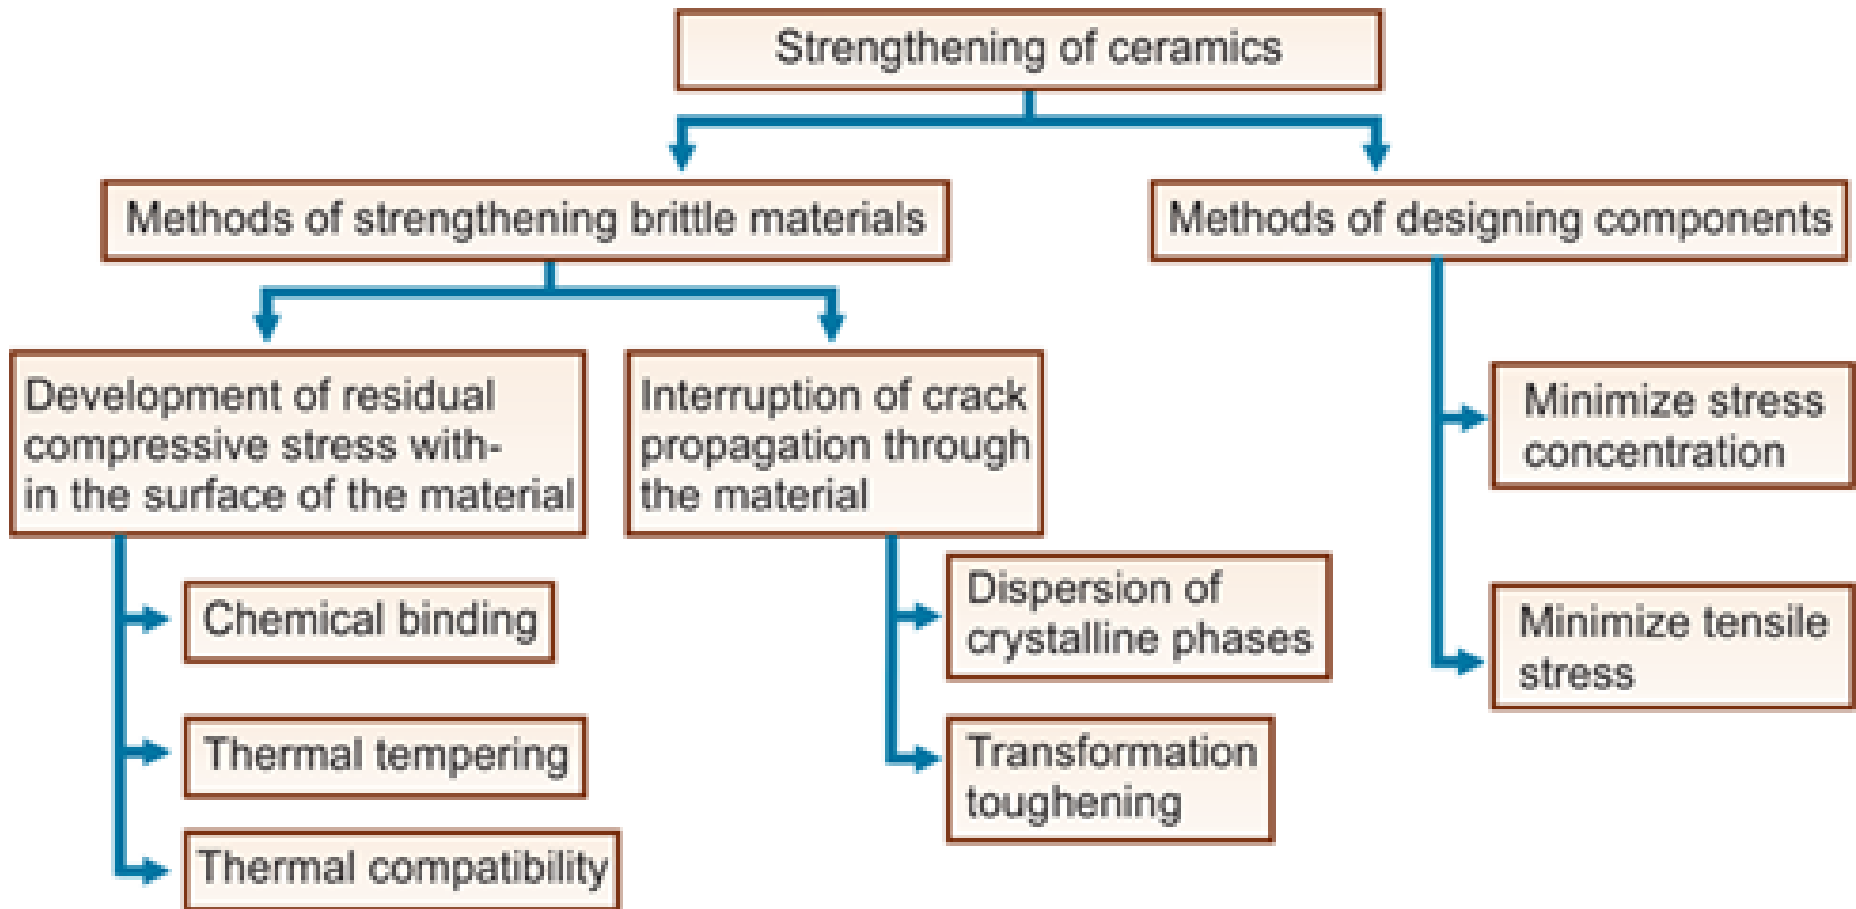 Strengthening of ceramics
Methods of strengthening brittle materials
Methods of designing components
Development of residual
compressive stress with-
in the surface of the material
Interruption of crack
propagation through
the material
Minimize stress
concentration
Chemical binding
Dispersion of
crystalline phases
Minimize tensile
stress
Thermal tempering
Transformation
toughening
Thermal compatibility